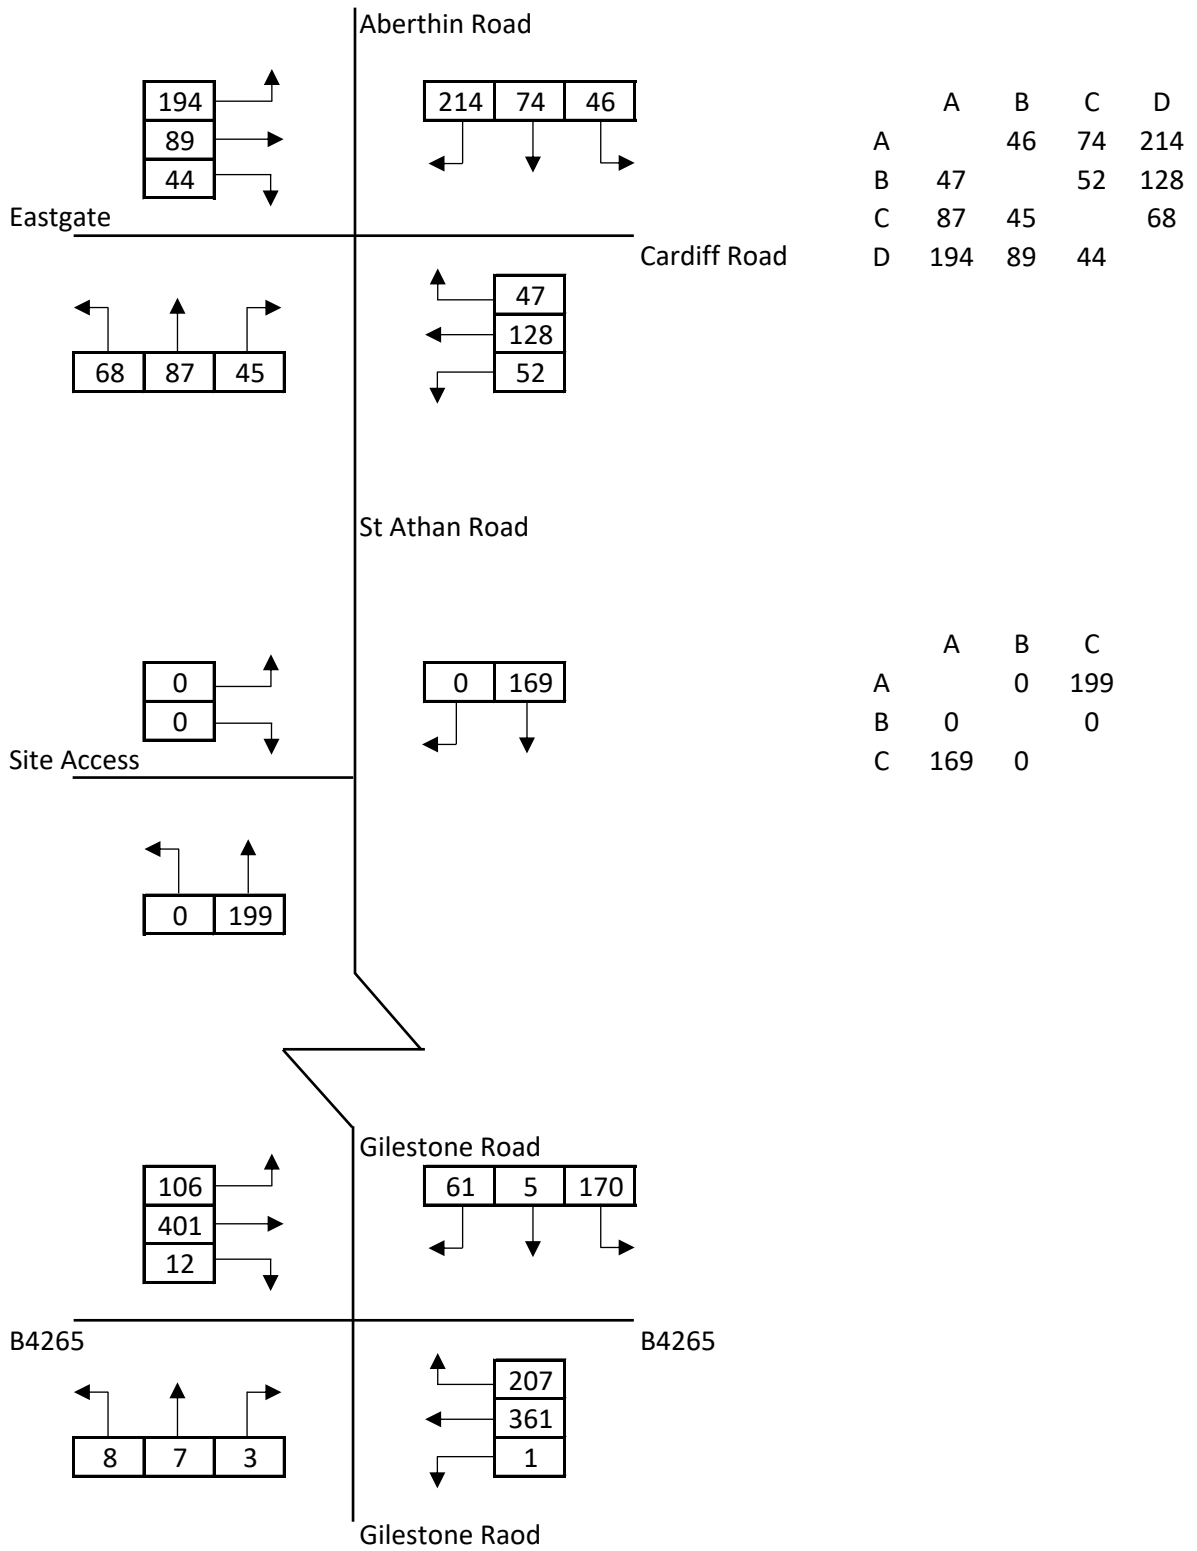 Aberthin Road
194
89
44
214 74 46
A B C D
A 46 74 214
B 47 52 128
C 87 45 68
D 194 89 44
Eastgate
Cardiff Road
68 87 45
47
128
52
St Athan Road
0
0
0 169
A B C
A 0 199
B 0 0
C 169 0
Site Access
0 199
Gilestone Road
106
401
12
61 5 170
B4265
B4265
8 7 3
207
361
1
Gilestone Raod